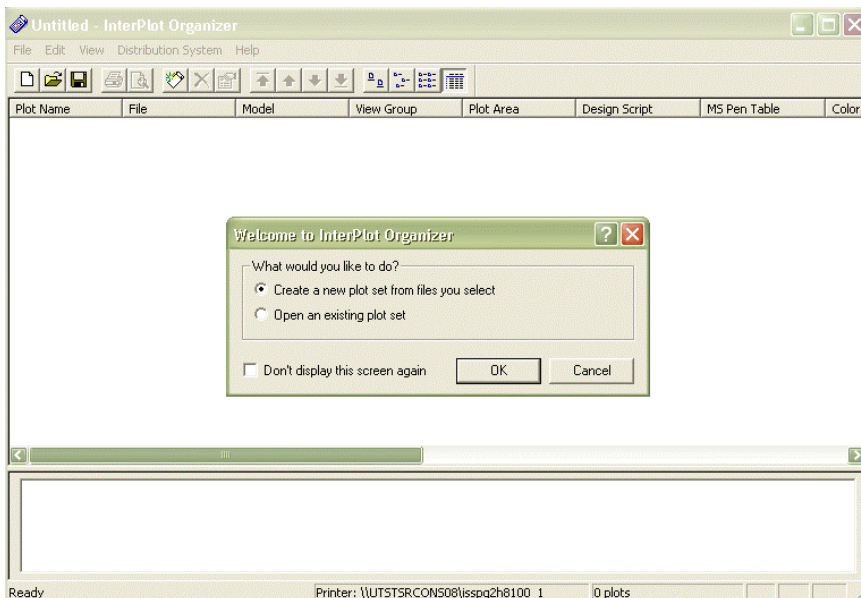 Untitled - InterPlot Organizer
File Edit View Distribution System Help
Plot Name File Model View Group Plot Area Design Script MS Pen Table Color
Welcome to InterPlot Organizer
What would you like to do?
Create a new plot set from files you select
Open an existing plot set
Don't display this screen again OK Cancel
Ready Printer: \\UTSTSRCONS08\isspq2h8100_1 0 plots